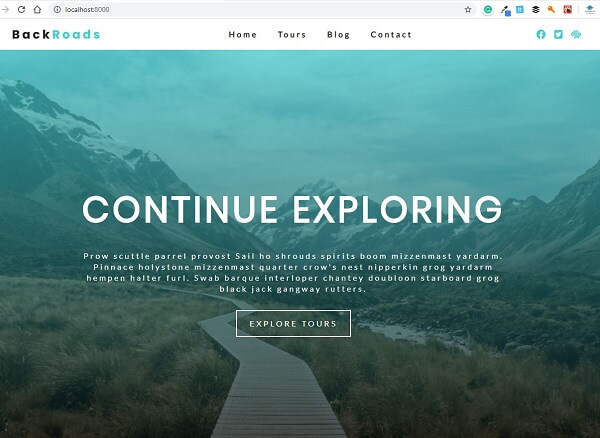 localhost:8000
BackRoads
Home Tours Blog Contact
CONTINUE EXPLORING
Prow scuttle parrel provost Sail ho shrouds spirits boom mizzenmast yardarm.
Pinnace holystone mizzenmast quarter crow's nest nipperkin grog yardarm
hempen halter furl. Swab barque interloper chantey doubloon starboard grog
black jack gangway rutters.
EXPLORE TOURS